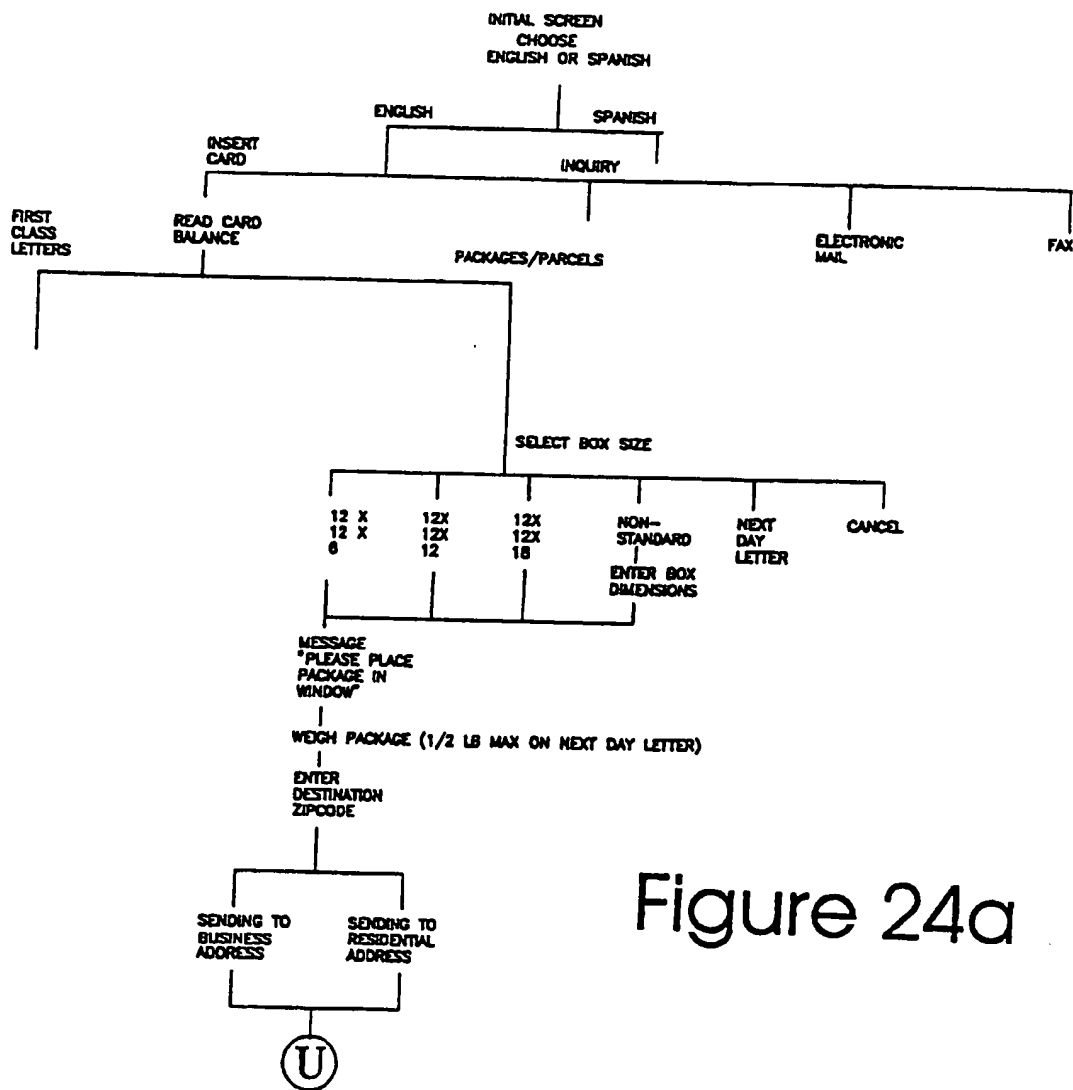 INITIAL SCREEN
CHOOSE
ENGLISH OR SPANISH
ENGLISH
SPANISH
INSERT
CARD
INQUIRY
FIRST
CLASS
LETTERS
READ CARD
BALANCE
PACKAGES/PARCELS
ELECTRONIC
MAIL
FAX
SELECT BOX SIZE
12 X
12 X
6
12X
12X
12
12X
12X
18
NON-
STANDARD
ENTER BOX
DIMENSIONS
NEXT
DAY
LETTER
CANCEL
MESSAGE
"PLEASE PLACE
PACKAGE IN
WINDOW"
WEIGH PACKAGE (1/2 LB MAX ON NEXT DAY LETTER)
ENTER
DESTINATION
ZIPCODE
SENDING TO
BUSINESS
ADDRESS
SENDING TO
RESIDENTIAL
ADDRESS
U
Figure 24a